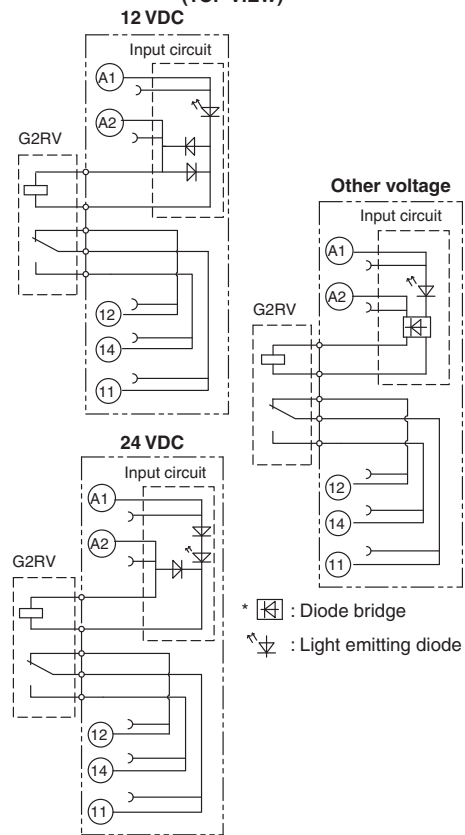 (TOP VIEW)
12 VDC
Input circuit
A1
A2
G2RV
12
14
11
24 VDC
Input circuit
A1
A2
G2RV
12
14
11
Other voltage
Input circuit
A1
A2
G2RV
12
14
11
* : Diode bridge
: Light emitting diode